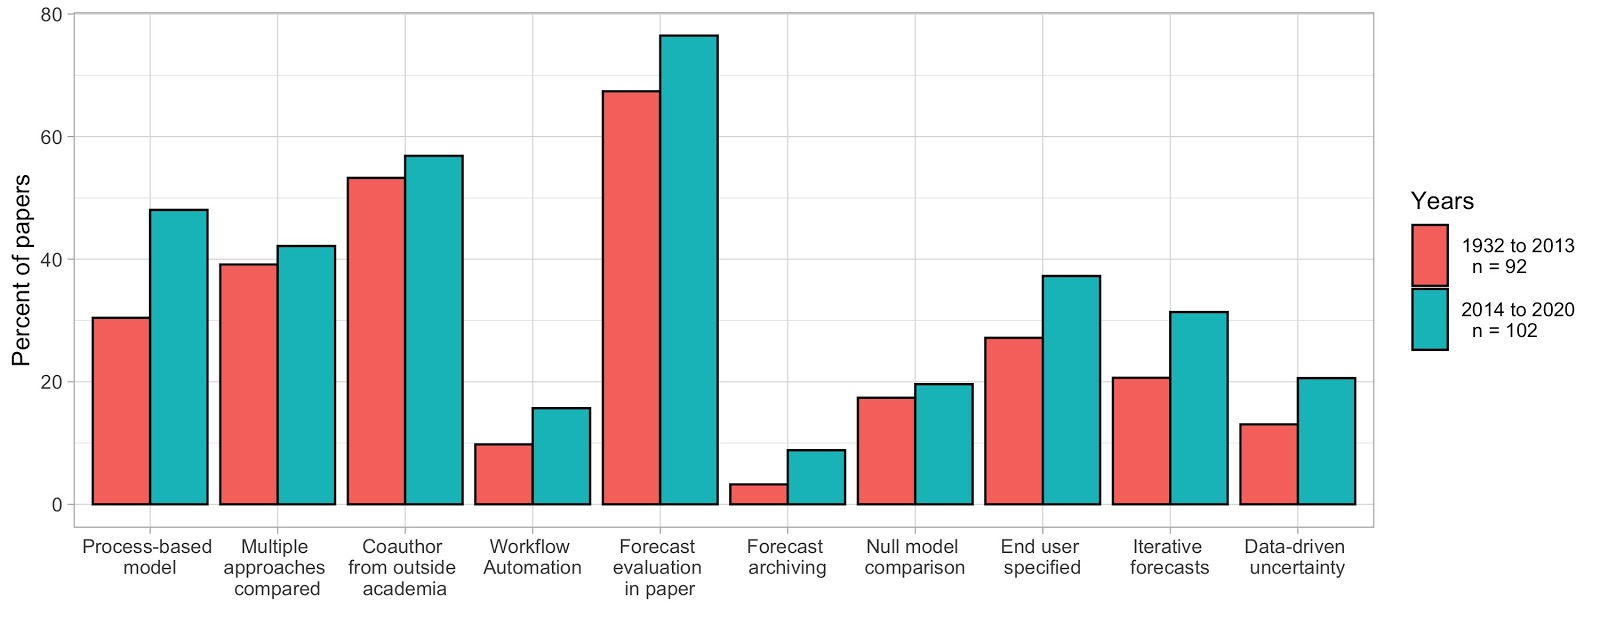 80
60
40
20
0
Percent of papers
Process-based
model
Multiple
approaches
compared
Coauthor
from outside
academia
Workflow
Automation
Forecast
evaluation
in paper
Forecast
archiving
Null model
comparison
End user
specified
Iterative
forecasts
Data-driven
uncertainty
Years
1932 to 2013
n = 92
2014 to 2020
n = 102